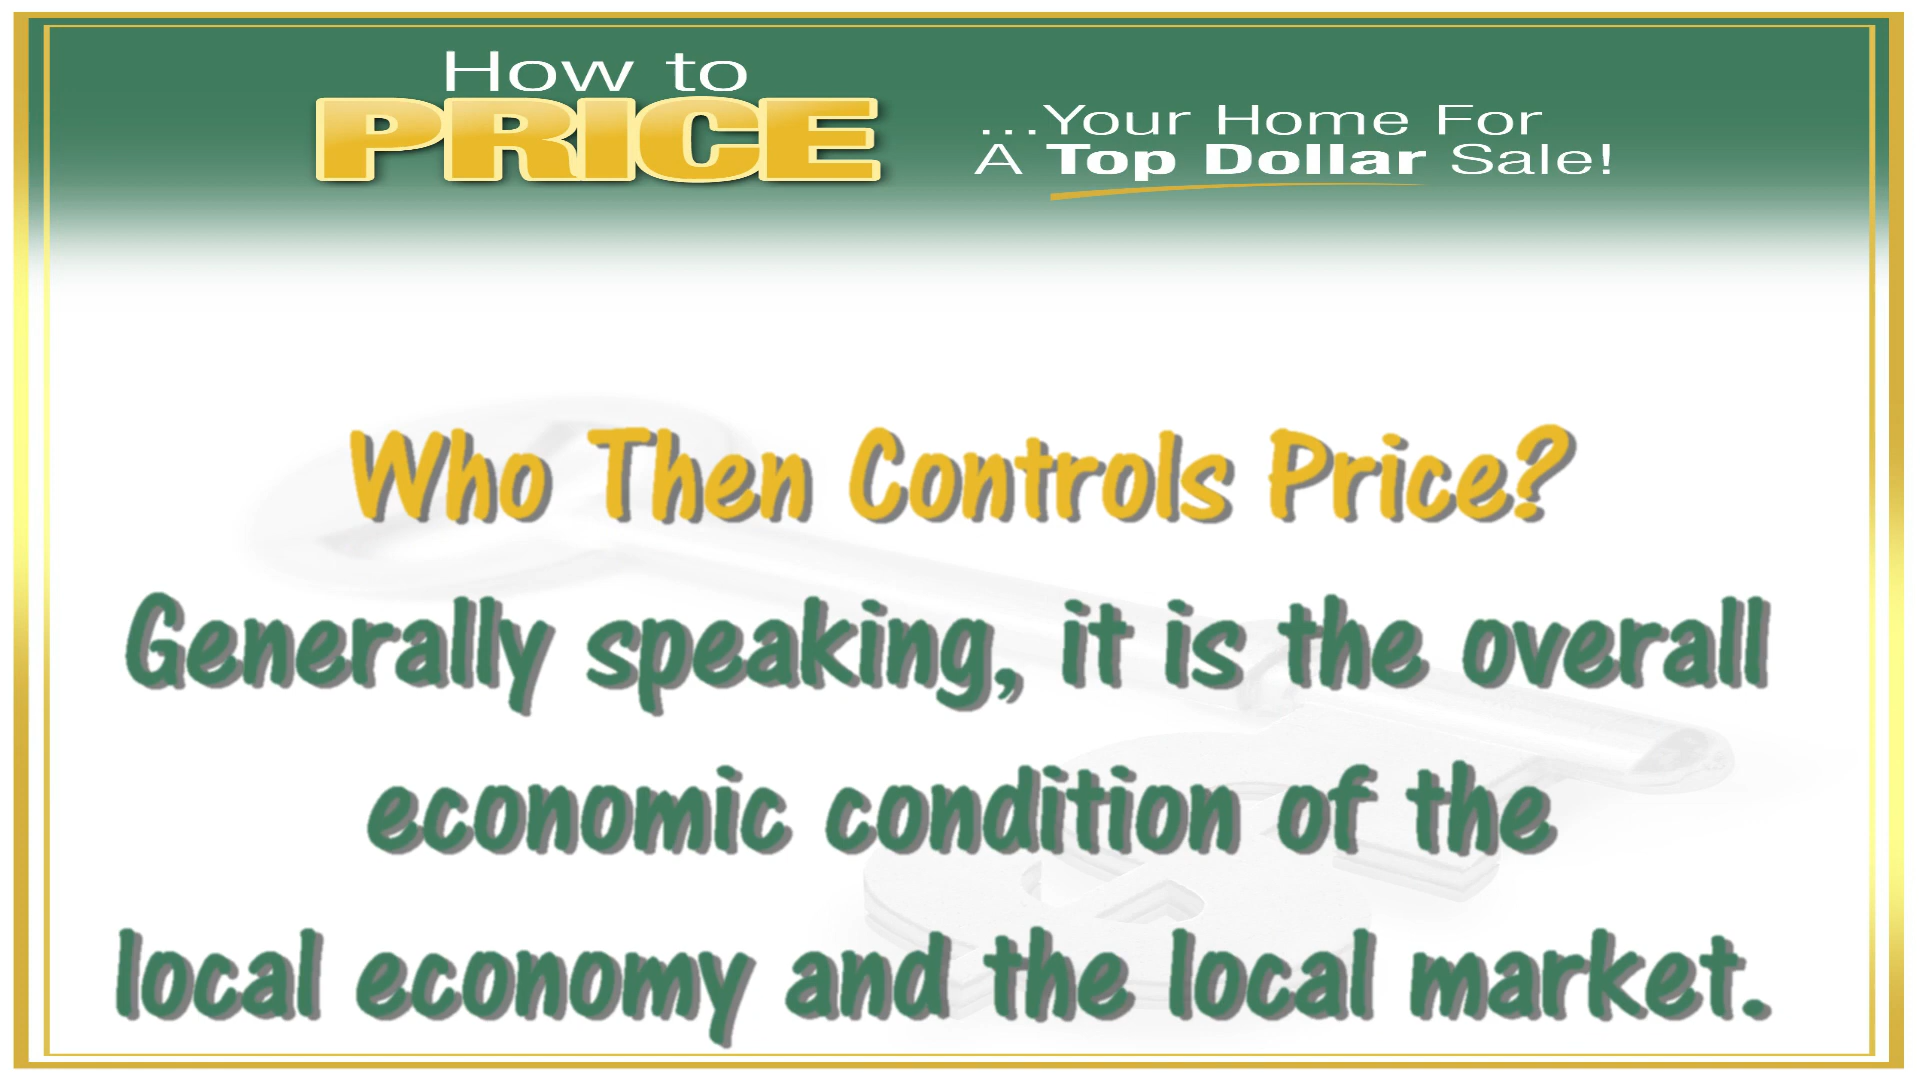 How to
PRICE
...Your Home For
A Top Dollar Sale!
Who Then Controls Price?
Generally speaking, it is the overall
economic condition of the
local economy and the local market.